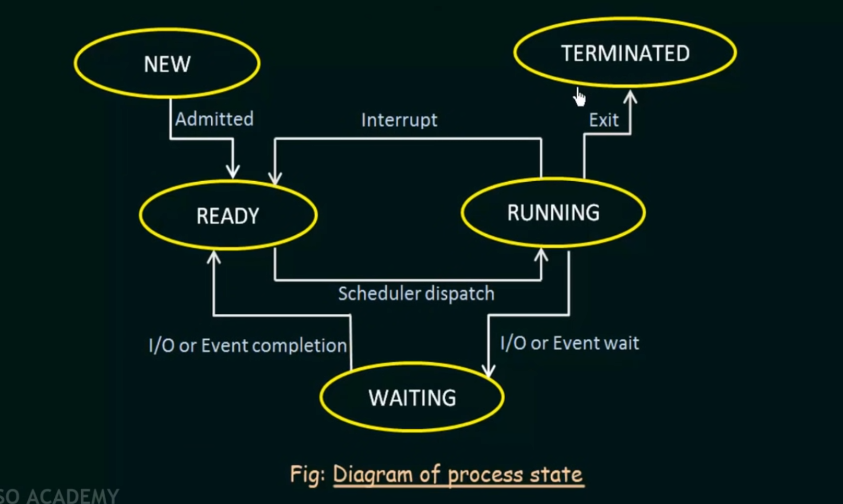 NEW
TERMINATED
Admitted
Interrupt
Exit
READY
RUNNING
Scheduler dispatch
I/O or Event completion
I/O or Event wait
WAITING
Fig: Diagram of process state
SO ACADEMY